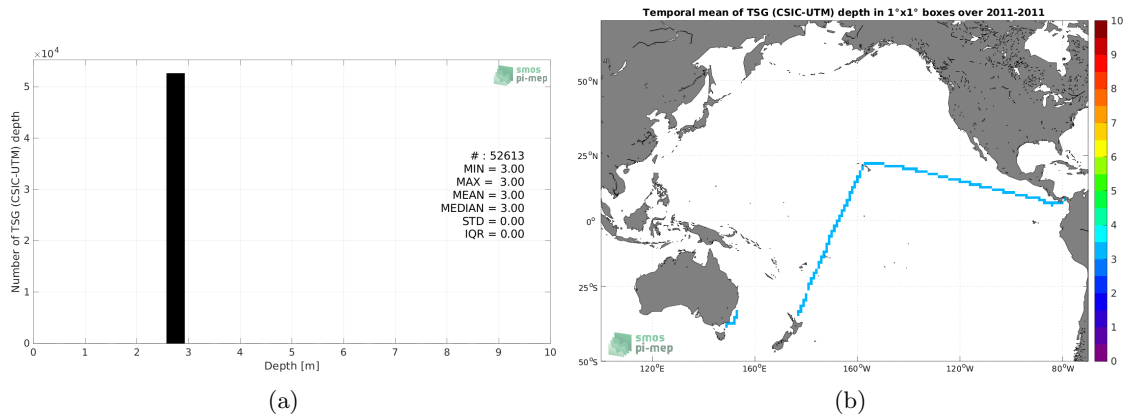 ×10⁴
5
4
3
2
1
0
Number of TSG (CSIC-UTM) depth
0 1 2 3 4 5 6 7 8 9 10
Depth [m]
smos
pi-mep
# : 52613
MIN = 3.00
MAX = 3.00
MEAN = 3.00
MEDIAN = 3.00
STD = 0.00
IQR = 0.00
(a)
Temporal mean of TSG (CSIC-UTM) depth in 1°x1° boxes over 2011-2011
50°N
25°N
0°
25°S
50°S
120°E 160°E 160°W 120°W 80°W
smos
pi-mep
10
9
8
7
6
5
4
3
2
1
0
(b)